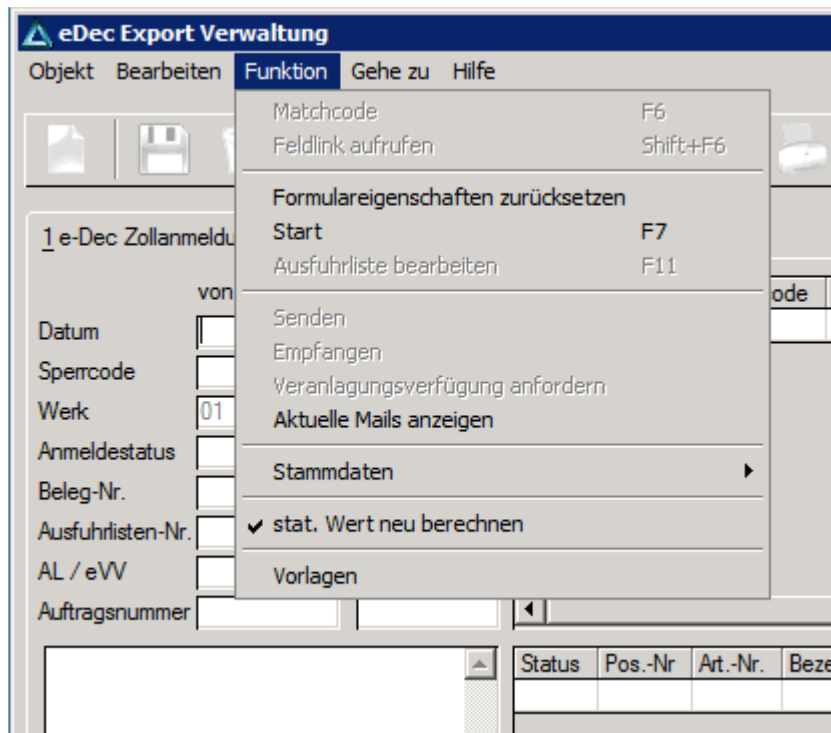 eDec Export Verwaltung
Objekt Bearbeiten Funktion Gehe zu Hilfe
Matchcode F6
Feldlink aufrufen Shift+F6
Formulareigenschaften zurücksetzen
Start F7
Ausfuhrliste bearbeiten F11
Senden
Empfangen
Veranlagungsverfügung anfordern
Aktuelle Mails anzeigen
Stammdaten
stat. Wert neu berechnen
Vorlagen
1 e-Dec Zollanmeldu
von
ode
Datum
Sperrcode
Werk 01
Anmeldestatus
Beleg-Nr.
Ausfuhrlisten-Nr.
AL / eVV
Auftragsnummer
Status Pos.-Nr Art.-Nr. Beze